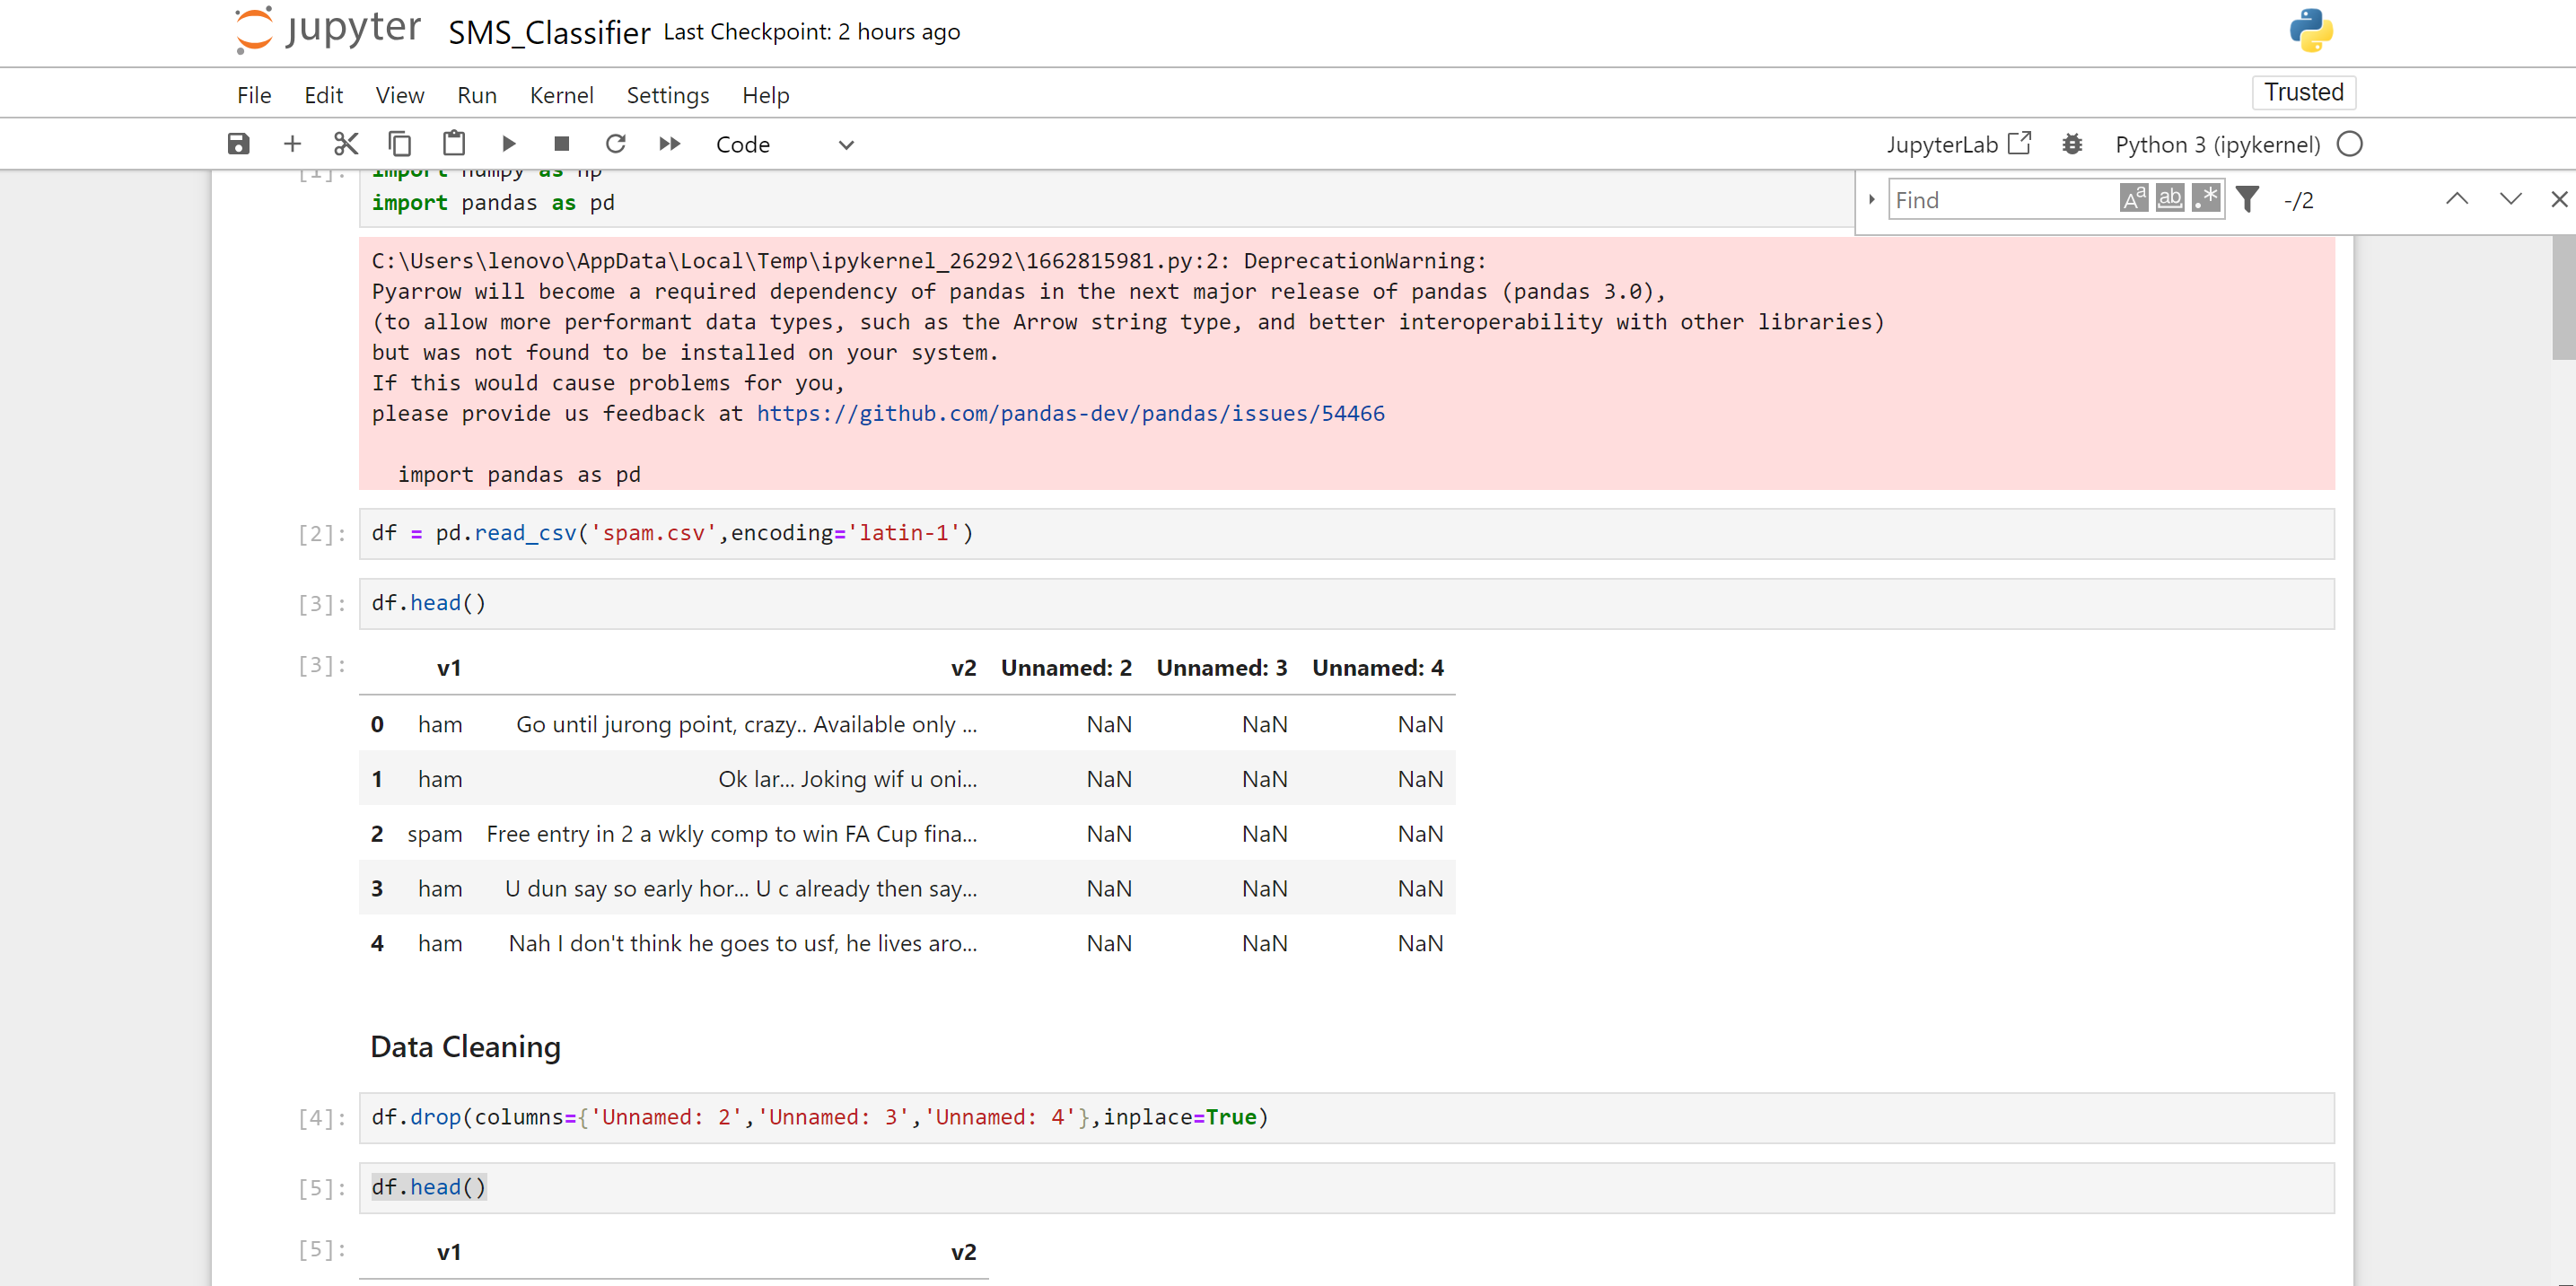 jupyter SMS_Classifier Last Checkpoint: 2 hours ago
File Edit View Run Kernel Settings Help Trusted
Code JupyterLab Python 3 (ipykernel)
[1]: import numpy as np
import pandas as pd
Find Aa ab .* -/2
C:\Users\lenovo\AppData\Local\Temp\ipykernel_26292\1662815981.py:2: DeprecationWarning:
Pyarrow will become a required dependency of pandas in the next major release of pandas (pandas 3.0),
(to allow more performant data types, such as the Arrow string type, and better interoperability with other libraries)
but was not found to be installed on your system.
If this would cause problems for you,
please provide us feedback at https://github.com/pandas-dev/pandas/issues/54466
import pandas as pd
[2]: df = pd.read_csv('spam.csv',encoding='latin-1')
[3]: df.head()
[3]: v1 v2 Unnamed: 2 Unnamed: 3 Unnamed: 4
0 ham Go until jurong point, crazy.. Available only ... NaN NaN NaN
1 ham Ok lar... Joking wif u oni... NaN NaN NaN
2 spam Free entry in 2 a wkly comp to win FA Cup fina... NaN NaN NaN
3 ham U dun say so early hor... U c already then say... NaN NaN NaN
4 ham Nah I don't think he goes to usf, he lives aro... NaN NaN NaN
Data Cleaning
[4]: df.drop(columns={'Unnamed: 2','Unnamed: 3','Unnamed: 4'},inplace=True)
[5]: df.head()
[5]: v1 v2